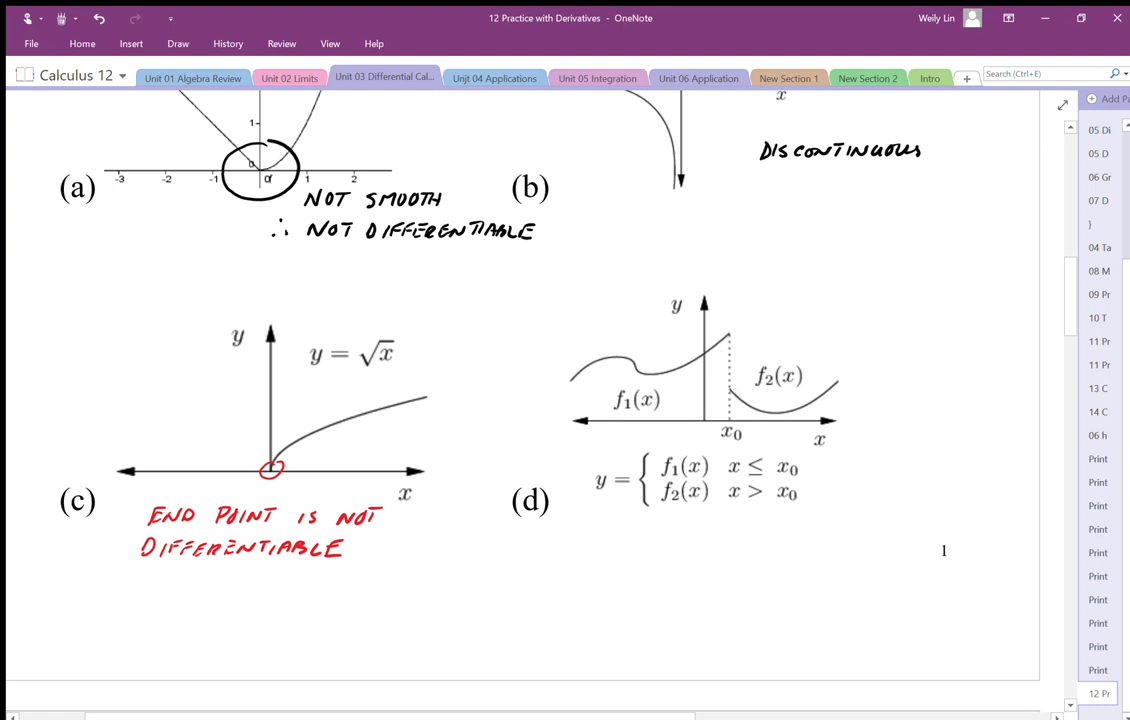 12 Practice with Derivatives - OneNote
Weily Lin
File Home Insert Draw History Review View Help
Calculus 12
Unit 01 Algebra Review
Unit 02 Limits
Unit 03 Differential Cal...
Unit 04 Applications
Unit 05 Integration
Unit 06 Application
New Section 1
New Section 2
Intro
+
Search (Ctrl+E)
Add Pa
05 Di
05 D
06 Gr
07 D
}
04 Ta
08 M
09 Pr
10 T
11 Pr
11 Pr
13 C
14 C
06 h
Print
Print
Print
Print
Print
Print
Print
Print
Print
Print
12 Pr
1
0
-3 -2 -1 0 1 2
(a)
NOT SMOOTH
∴ NOT DIFFERENTIABLE
x
(b)
DISCONTINUOUS
y
y = √x
x
(c)
END POINT IS NOT
DIFFERENTIABLE
y
f₁(x)
f₂(x)
x₀
x
(d)
y = { f₁(x) x ≤ x₀
f₂(x) x > x₀
1